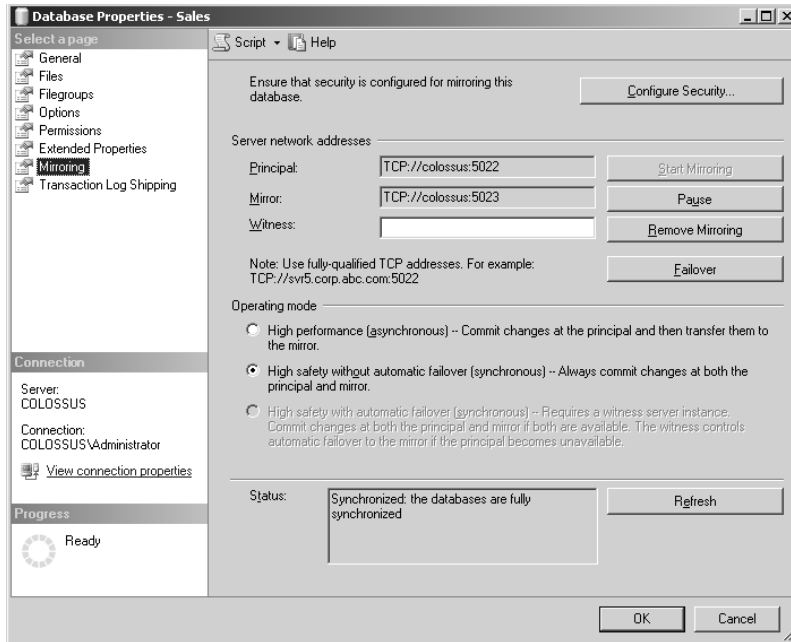 Database Properties - Sales
Select a page
General
Files
Filegroups
Options
Permissions
Extended Properties
Mirroring
Transaction Log Shipping
Connection
Server:
COLOSSUS
Connection:
COLOSSUS\Administrator
View connection properties
Progress
Ready
Script
Help
Ensure that security is configured for mirroring this
database.
Configure Security...
Server network addresses
Principal:
TCP://colossus:5022
Start Mirroring
Mirror:
TCP://colossus:5023
Pause
Witness:
Remove Mirroring
Note: Use fully-qualified TCP addresses. For example:
TCP://svr5.corp.abc.com:5022
Failover
Operating mode
High performance (asynchronous) -- Commit changes at the principal and then transfer them to
the mirror.
High safety without automatic failover (synchronous) -- Always commit changes at both the
principal and mirror.
High safety with automatic failover (synchronous) -- Requires a witness server instance.
Commit changes at both the principal and mirror if both are available. The witness controls
automatic failover to the mirror if the principal becomes unavailable.
Status:
Synchronized: the databases are fully
synchronized
Refresh
OK
Cancel